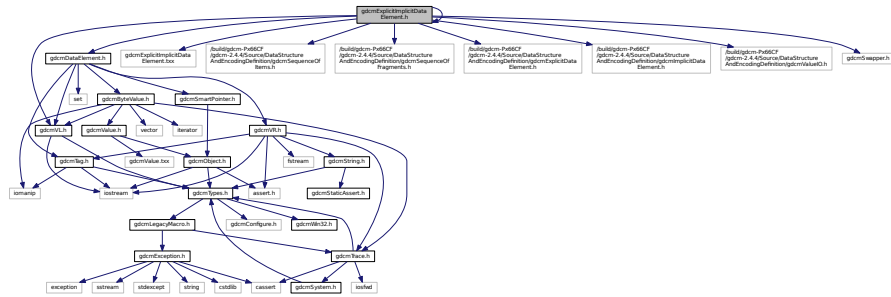 gdcmExplicitImplicitData
Element.h
gdcmDataElement.h
gdcmExplicitImplicitData
Element.txx
/build/gdcm-Px66CF
/gdcm-2.4.4/Source/DataStructure
AndEncodingDefinition/gdcmSequenceOf
Items.h
/build/gdcm-Px66CF
/gdcm-2.4.4/Source/DataStructure
AndEncodingDefinition/gdcmSequenceOf
Fragments.h
/build/gdcm-Px66CF
/gdcm-2.4.4/Source/DataStructure
AndEncodingDefinition/gdcmExplicitData
Element.h
/build/gdcm-Px66CF
/gdcm-2.4.4/Source/DataStructure
AndEncodingDefinition/gdcmImplicitData
Element.h
/build/gdcm-Px66CF
/gdcm-2.4.4/Source/DataStructure
AndEncodingDefinition/gdcmValueIO.h
gdcmSwapper.h
set
gdcmByteValue.h
gdcmSmartPointer.h
gdcmVL.h
gdcmValue.h
vector
iterator
gdcmVR.h
gdcmTag.h
gdcmValue.txx
gdcmObject.h
fstream
gdcmString.h
iomanip
iostream
gdcmTypes.h
assert.h
gdcmStaticAssert.h
gdcmLegacyMacro.h
gdcmConfigure.h
gdcmWin32.h
gdcmException.h
gdcmTrace.h
exception
sstream
stdexcept
string
cstdlib
cassert
gdcmSystem.h
iosfwd